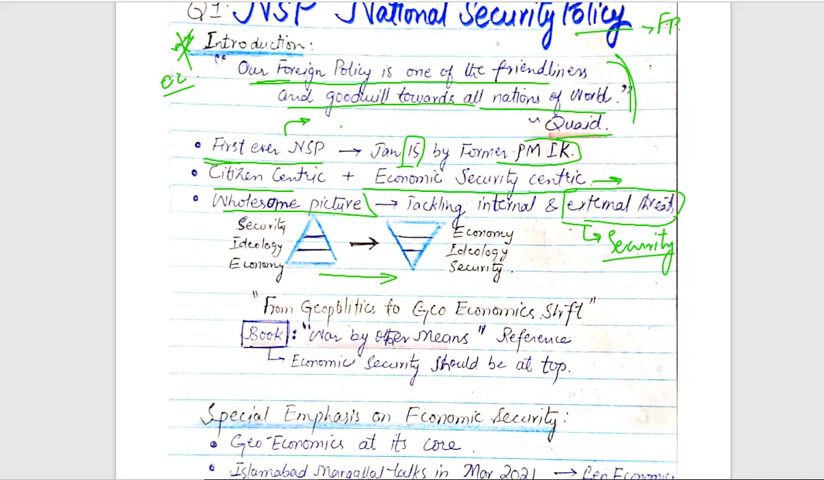 Q1: NSP National Security Policy → FP
Introduction:
"Our Foreign Policy is one of the friendliness
and goodwill towards all nations of World."
~ Quaid.
• First ever NSP → Jan 15 by Former PM IK.
• Citizen Centric + Economic Security centric →
• Wholesome picture → Tackling internal & external threat
↳ Security
Security
Ideology
Economy
→
Economy
Ideology
Security.
"From Geopolitics to Geo Economics Shift"
Book: "War by other Means" Reference
↳ Economic Security should be at top.
Special Emphasis on Economic Security:
• Geo-Economics at its core.
• Islamabad Margalla talks in Mar 2021 → Geo Economic